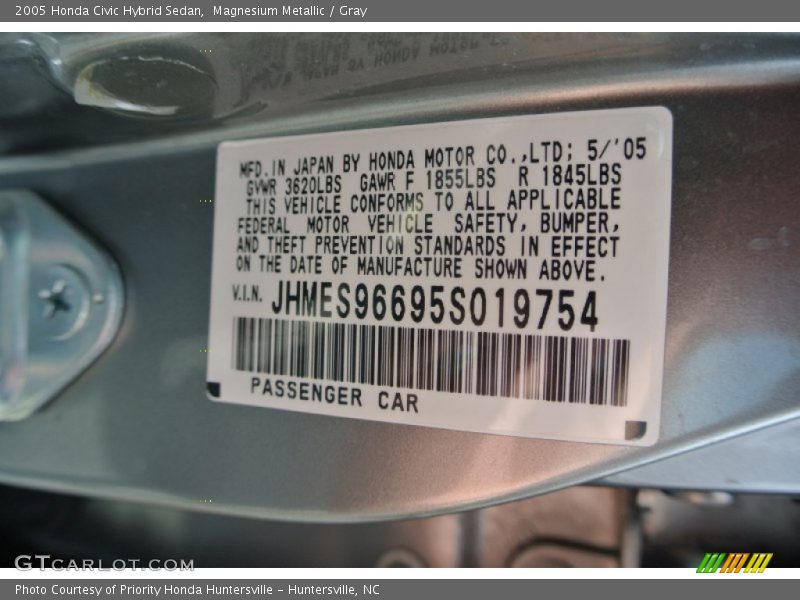 2005 Honda Civic Hybrid Sedan, Magnesium Metallic / Gray
MFD. IN JAPAN BY HONDA MOTOR CO.,LTD; 5/'05
GVWR 3620LBS GAWR F 1855LBS R 1845LBS
THIS VEHICLE CONFORMS TO ALL APPLICABLE
FEDERAL MOTOR VEHICLE SAFETY, BUMPER,
AND THEFT PREVENTION STANDARDS IN EFFECT
ON THE DATE OF MANUFACTURE SHOWN ABOVE.
V.I.N. JHMES96695S019754
PASSENGER CAR
GTCARLOT.COM
Photo Courtesy of Priority Honda Huntersville - Huntersville, NC